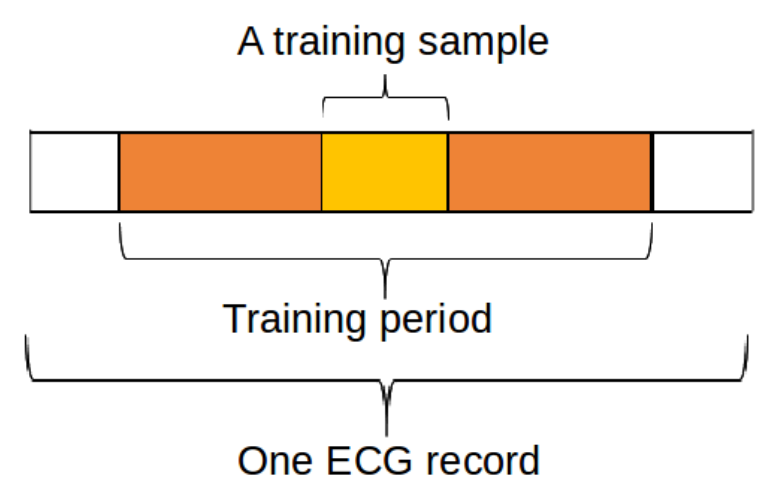 A training sample
Training period
One ECG record